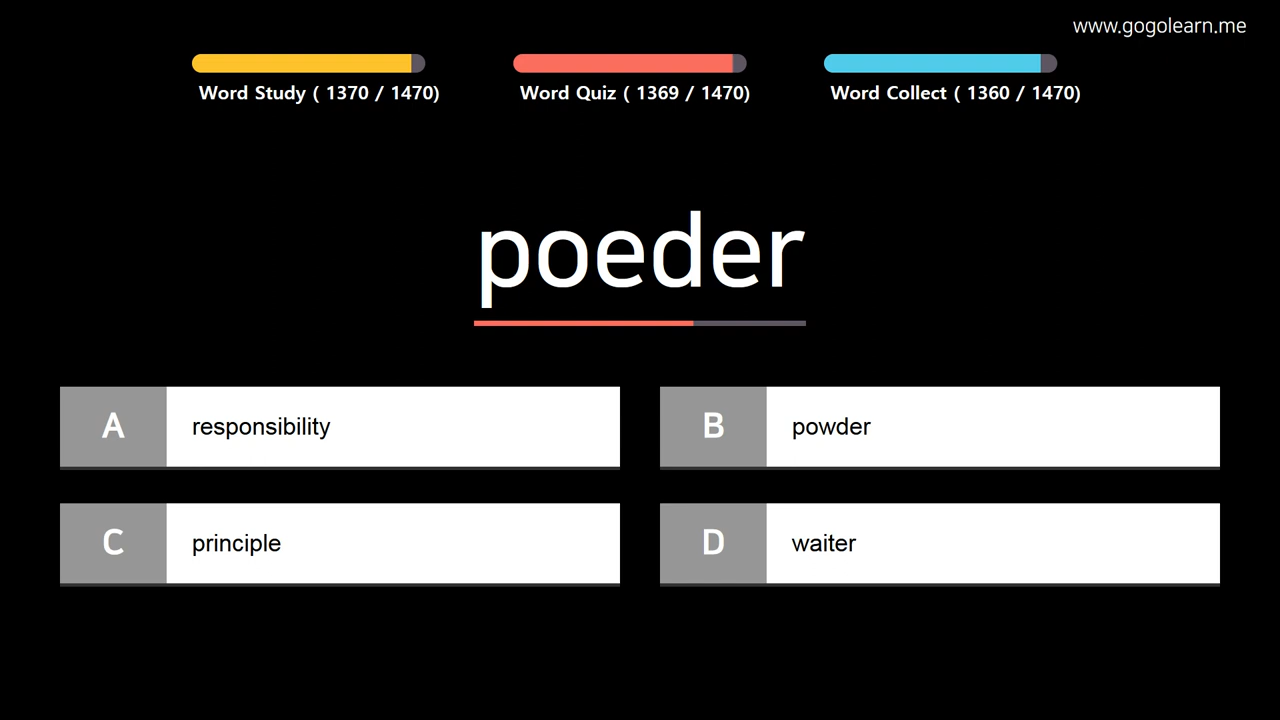 www.gogolearn.me
Word Study ( 1370 / 1470)
Word Quiz ( 1369 / 1470)
Word Collect ( 1360 / 1470)
poeder
A responsibility
B powder
C principle
D waiter